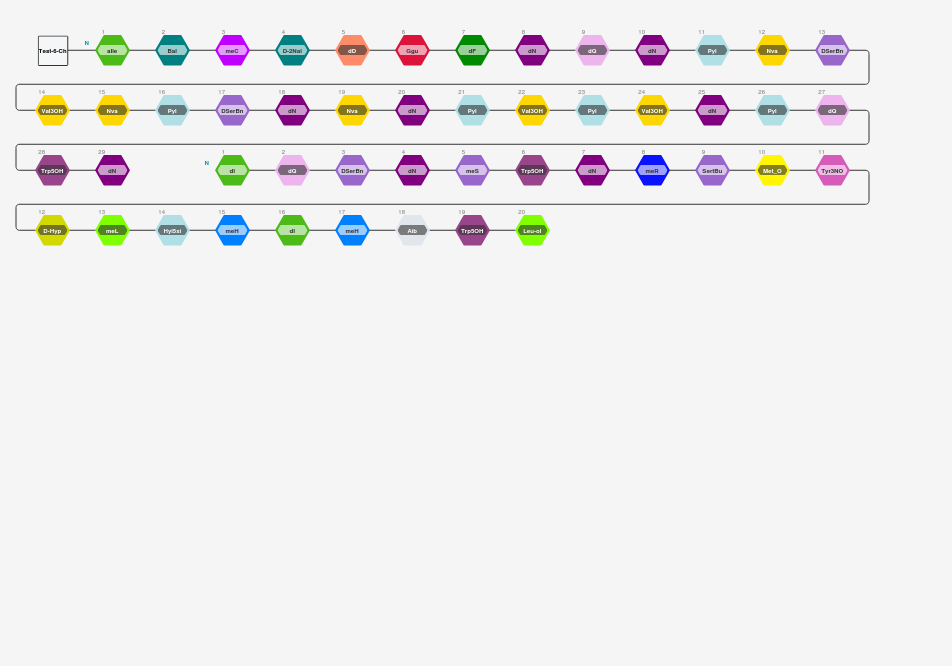 1 2 3 4 5 6 7 8 9 10 11 12 13
Test-6-Ch N aIle Bal meC D-2Nal dD Ggu dF dN dQ dN Pyl Nva DSerBn
14 15 16 17 18 19 20 21 22 23 24 25 26 27
Val3OH Nva Pyl DSerBn dN Nva dN Pyl Val3OH Pyl Val3OH dN Pyl dQ
28 29 1 2 3 4 5 6 7 8 9 10 11
Trp5OH dN N dI dQ DSerBn dN meS Trp5OH dN meR SertBu Met_O Tyr3NO
12 13 14 15 16 17 18 19 20
D-Hyp meL HylSsi meH dI meH Aib Trp5OH Leu-ol